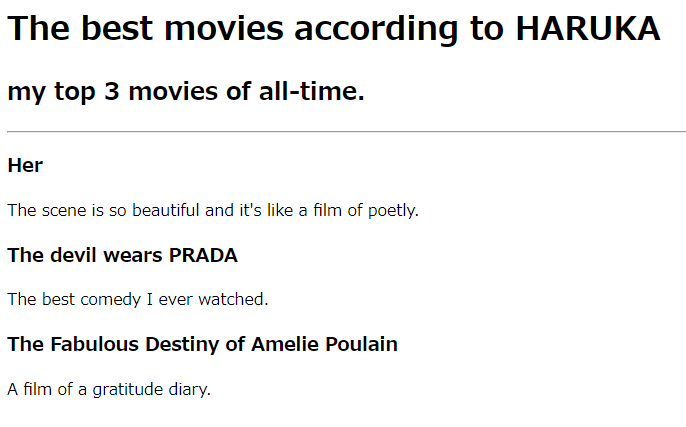 The best movies according to HARUKA
my top 3 movies of all-time.
Her
The scene is so beautiful and it's like a film of poetly.
The devil wears PRADA
The best comedy I ever watched.
The Fabulous Destiny of Amelie Poulain
A film of a gratitude diary.